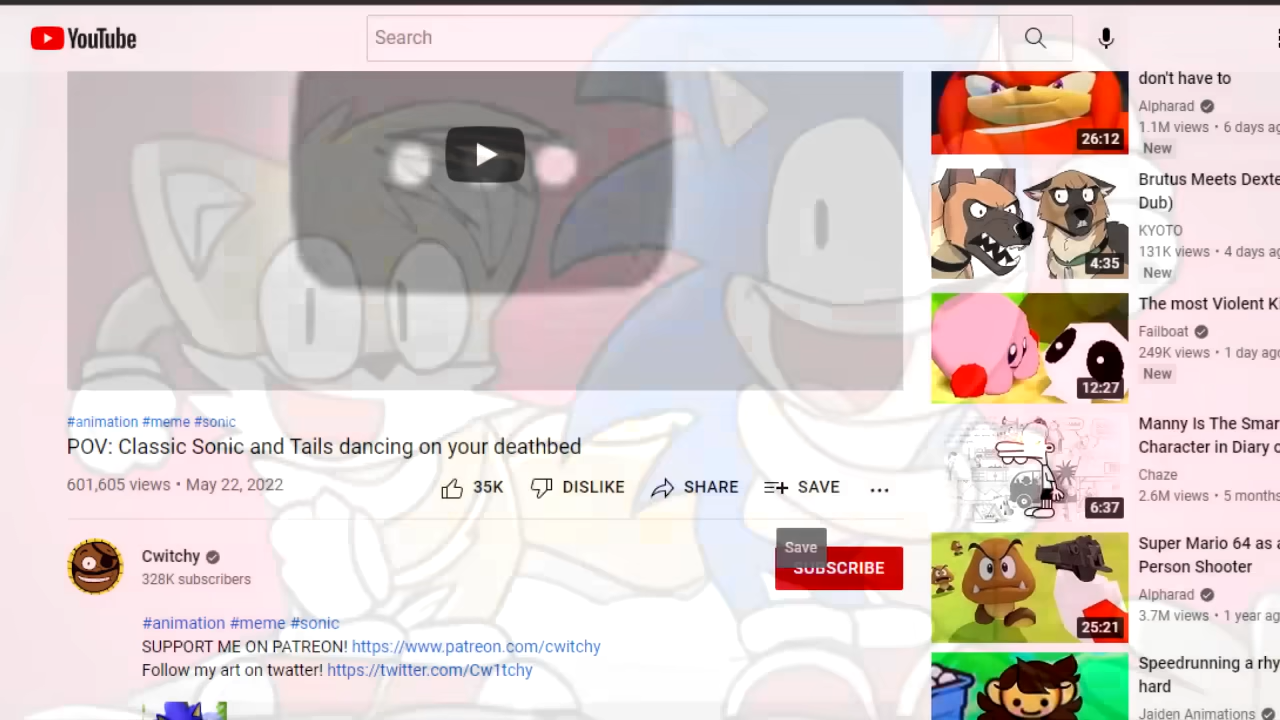 YouTube
Search
don't have to
Alpharad
1.1M views • 6 days ag
New
26:12
Brutus Meets Dexte
Dub)
KYOTO
131K views • 4 days ag
New
4:35
The most Violent Ki
Failboat
249K views • 1 day ago
New
12:27
#animation #meme #sonic
POV: Classic Sonic and Tails dancing on your deathbed
601,605 views • May 22, 2022
35K
DISLIKE
SHARE
SAVE
Manny Is The Smar
Character in Diary o
Chaze
2.6M views • 5 months
6:37
Save
SUBSCRIBE
Cwitchy
328K subscribers
Super Mario 64 as a
Person Shooter
Alpharad
3.7M views • 1 year ag
25:21
#animation #meme #sonic
SUPPORT ME ON PATREON! https://www.patreon.com/cwitchy
Follow my art on twatter! https://twitter.com/Cw1tchy
Speedrunning a rhy
hard
Jaiden Animations